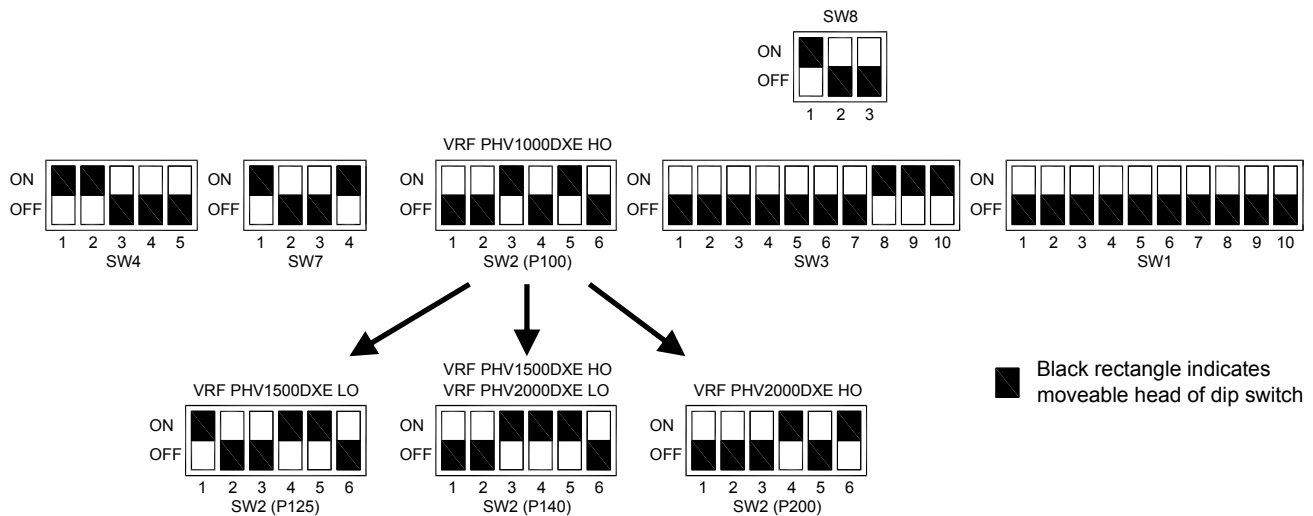 SW8
ON
OFF
1 2 3
VRF PHV1000DXE HO
ON
OFF
1 2 3 4 5
SW4
ON
OFF
1 2 3 4
SW7
ON
OFF
1 2 3 4 5 6
SW2 (P100)
ON
OFF
1 2 3 4 5 6 7 8 9 10
SW3
ON
OFF
1 2 3 4 5 6 7 8 9 10
SW1
VRF PHV1500DXE LO
ON
OFF
1 2 3 4 5 6
SW2 (P125)
VRF PHV1500DXE HO
VRF PHV2000DXE LO
ON
OFF
1 2 3 4 5 6
SW2 (P140)
VRF PHV2000DXE HO
ON
OFF
1 2 3 4 5 6
SW2 (P200)
Black rectangle indicates
moveable head of dip switch